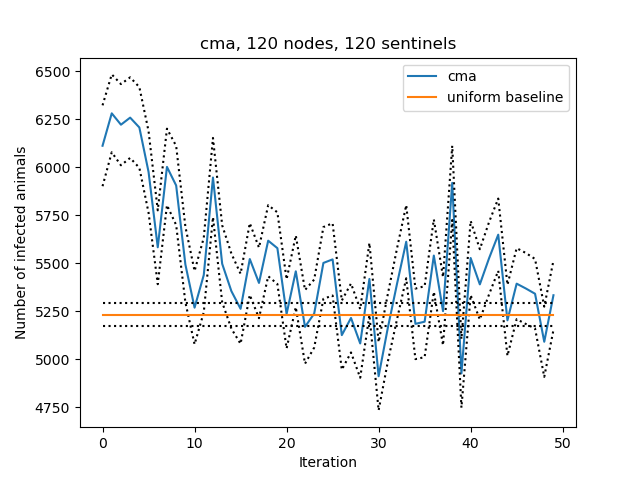 cma, 120 nodes, 120 sentinels
cma
uniform baseline
Number of infected animals
6500
6250
6000
5750
5500
5250
5000
4750
0 10 20 30 40 50
Iteration